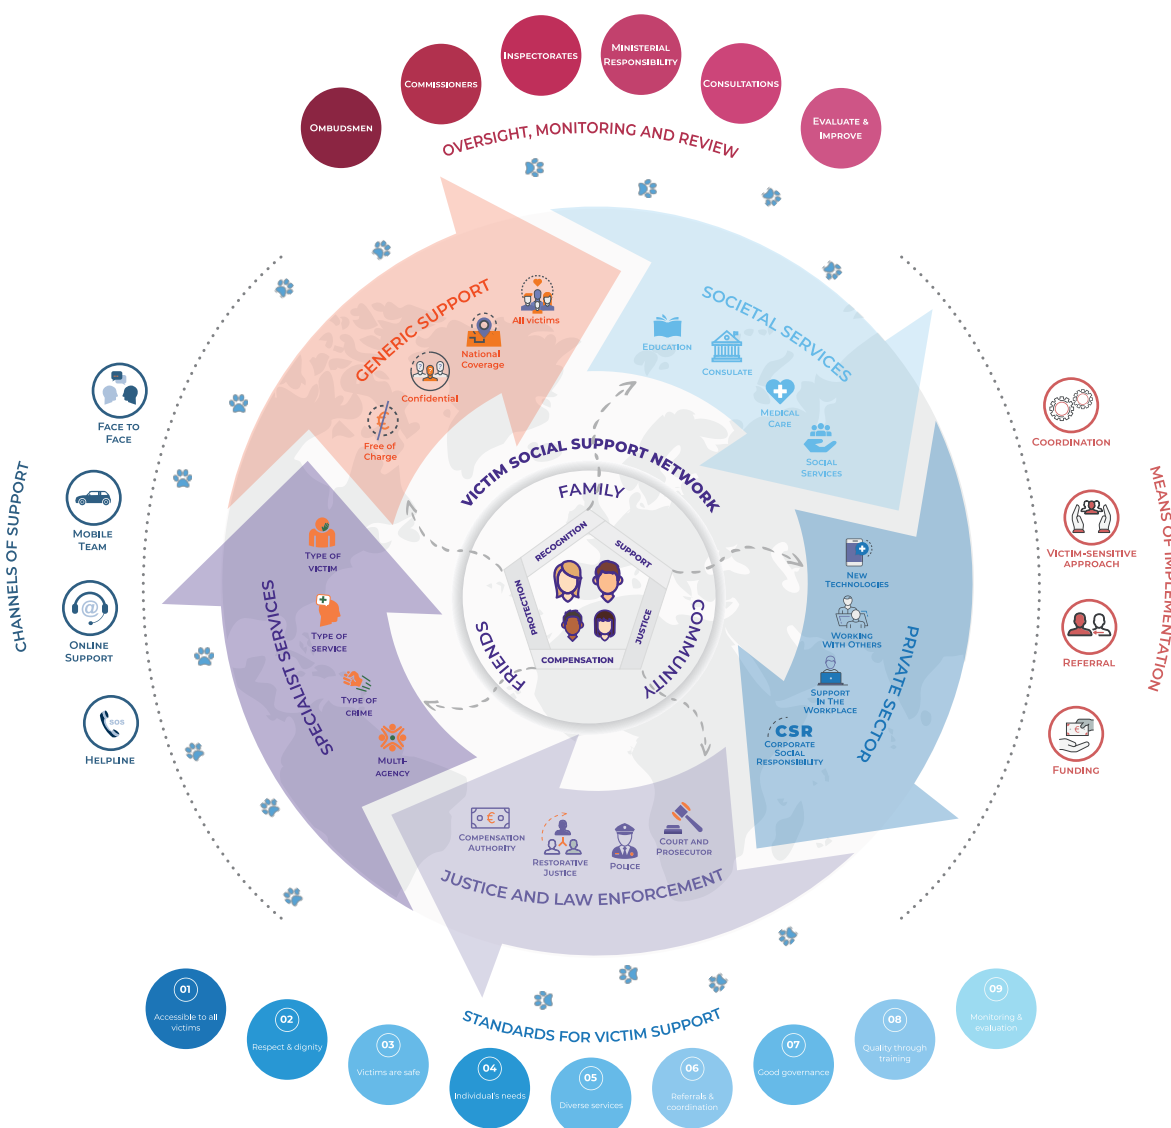 OMBUDSMEN
COMMISSIONERS
INSPECTORATES
MINISTERIAL
RESPONSIBILITY
CONSULTATIONS
EVALUATE &
IMPROVE
OVERSIGHT, MONITORING AND REVIEW
CHANNELS OF SUPPORT
FACE TO
FACE
MOBILE
TEAM
@
ONLINE
SUPPORT
SOS
HELPLINE
GENERIC SUPPORT
All victims
National
Coverage
? ? ?
Confidential
€
Free of
Charge
SOCIETAL SERVICES
EDUCATION
CONSULATE
MEDICAL
CARE
SOCIAL
SERVICES
PRIVATE SECTOR
NEW
TECHNOLOGIES
WORKING
WITH OTHERS
SUPPORT
IN THE
WORKPLACE
CSR
CORPORATE
SOCIAL
RESPONSIBILITY
JUSTICE AND LAW ENFORCEMENT
€
COMPENSATION
AUTHORITY
RESTORATIVE
JUSTICE
POLICE
COURT AND
PROSECUTOR
SPECIALIST SERVICES
TYPE OF
VICTIM
TYPE OF
SERVICE
TYPE OF
CRIME
MULTI-
AGENCY
VICTIM SOCIAL SUPPORT NETWORK
FAMILY
COMMUNITY
FRIENDS
RECOGNITION
SUPPORT
JUSTICE
COMPENSATION
PROTECTION
MEANS OF IMPLEMENTATION
COORDINATION
VICTIM-SENSITIVE
APPROACH
REFERRAL
€
FUNDING
STANDARDS FOR VICTIM SUPPORT
01
Accessible to all
victims
02
Respect & dignity
03
Victims are safe
04
Individual's needs
05
Diverse services
06
Referrals &
coordination
07
Good governance
08
Quality through
training
09
Monitoring &
evaluation